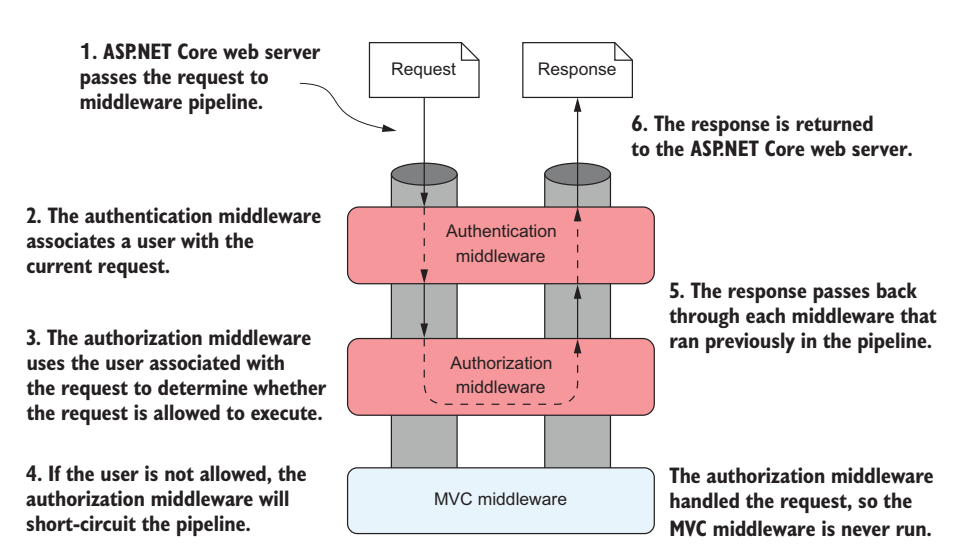 1. ASP.NET Core web server
passes the request to
middleware pipeline.
Request
Response
6. The response is returned
to the ASP.NET Core web server.
2. The authentication middleware
associates a user with the
current request.
Authentication
middleware
5. The response passes back
through each middleware that
ran previously in the pipeline.
3. The authorization middleware
uses the user associated with
the request to determine whether
the request is allowed to execute.
Authorization
middleware
4. If the user is not allowed, the
authorization middleware will
short-circuit the pipeline.
MVC middleware
The authorization middleware
handled the request, so the
MVC middleware is never run.